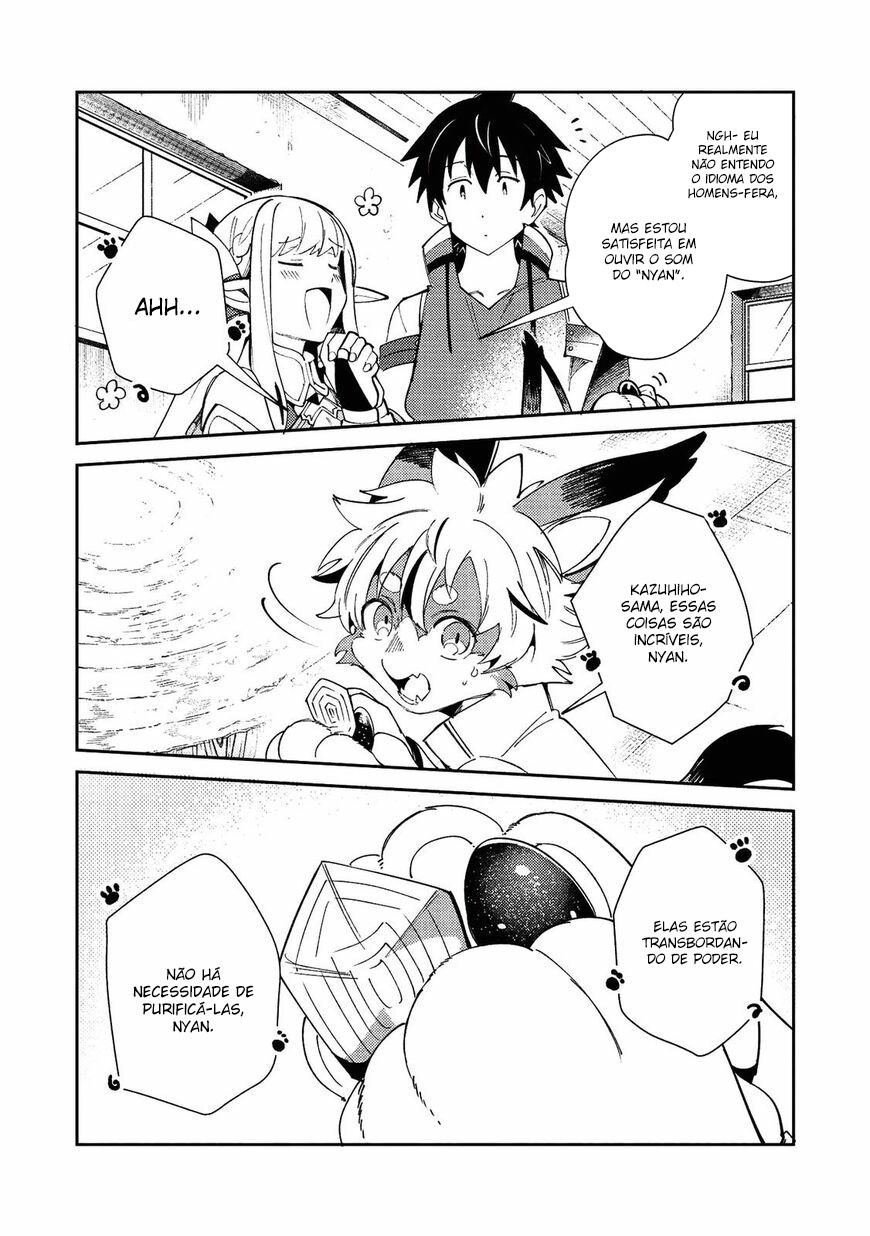 NGH- EU
REALMENTE
NÃO ENTENDO
O IDIOMA DOS
HOMENS-FERA,
MAS ESTOU
SATISFEITA EM
OUVIR O SOM
DO "NYAN".
AHH...
KAZUHIHO-
SAMA, ESSAS
COISAS SÃO
INCRÍVEIS,
NYAN.
ELAS ESTÃO
TRANSBORDAN-
DO DE PODER.
NÃO HÁ
NECESSIDADE DE
PURIFICÁ-LAS,
NYAN.